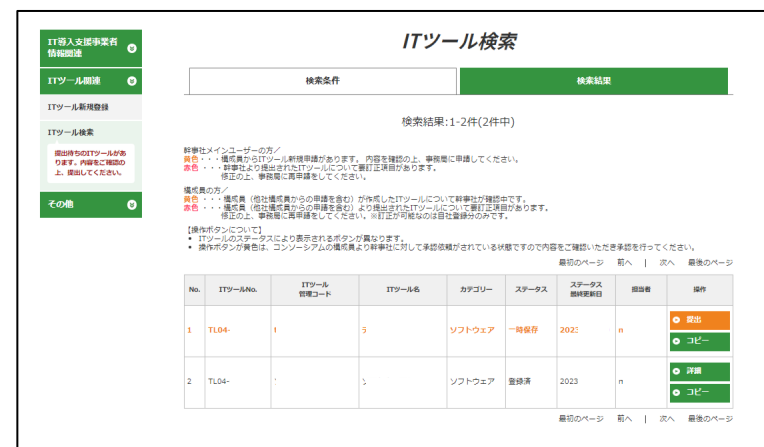 IT導入支援事業者
情報関連
ITツール関連
ITツール新規登録
ITツール検索
提出待ちのITツールがあ
ります。内容をご確認の
上、提出してください。
その他
ITツール検索
検索条件
検索結果
検索結果:1-2件(2件中)
幹事社メインユーザーの方/
黄色・・・構成員からITツール新規申請があります。 内容を確認の上、事務局に申請してください。
赤色・・・幹事社より提出されたITツールについて要訂正項目があります。
修正の上、事務局に再申請をしてください。
構成員の方/
黄色・・・構成員(他社構成員からの申請を含む)が作成したITツールについて幹事社が確認中です。
赤色・・・構成員(他社構成員からの申請を含む)より提出されたITツールについて要訂正項目があります。
修正の上、事務局に再申請をしてください。※訂正が可能なのは自社登録分のみです。
【操作ボタンについて】
• ITツールのステータスにより表示されるボタンが異なります。
• 操作ボタンが黄色は、コンソーシアムの構成員より幹事社に対して承認依頼がされている状態ですので内容をご確認いただき承認を行ってください。
最初のページ 前へ | 次へ 最後のページ
No. ITツールNo. ITツール管理コード ITツール名 カテゴリー ステータス ステータス最終更新日 担当者 操作
1 TL04- ソフトウェア 一時保存 2023 n 提出
コピー
2 TL04- ソフトウェア 登録済 2023 n 詳細
コピー
最初のページ 前へ | 次へ 最後のページ